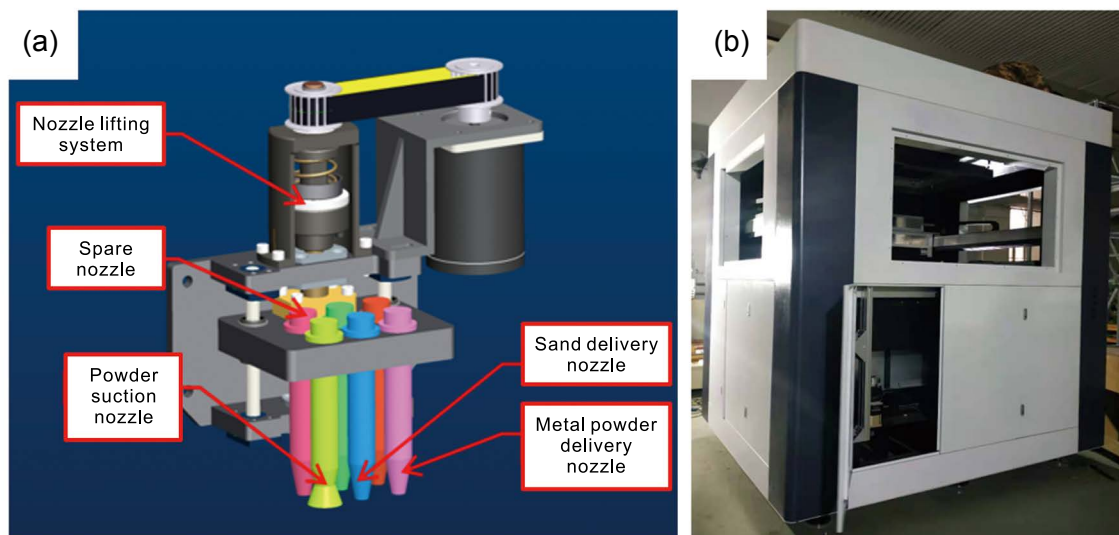 (a)
(b)
Nozzle lifting
system
Spare
nozzle
Powder
suction
nozzle
Sand delivery
nozzle
Metal powder
delivery
nozzle